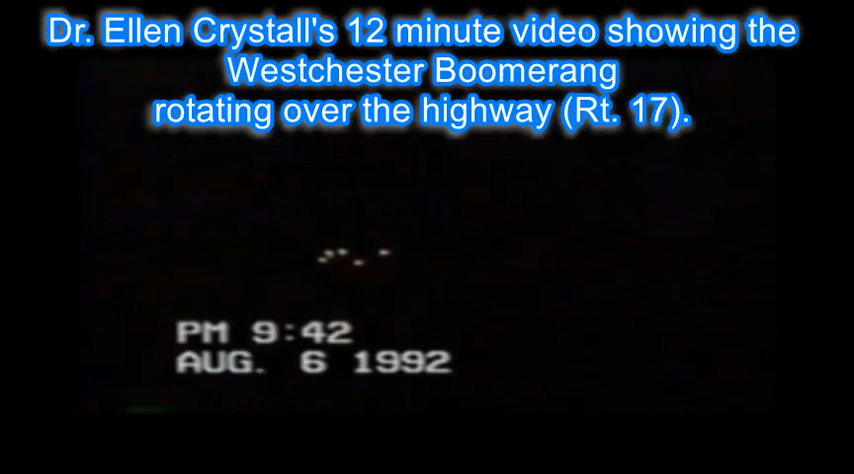 Dr. Ellen Crystall's 12 minute video showing the
Westchester Boomerang
rotating over the highway (Rt. 17).
PM 9:42
AUG. 6 1992